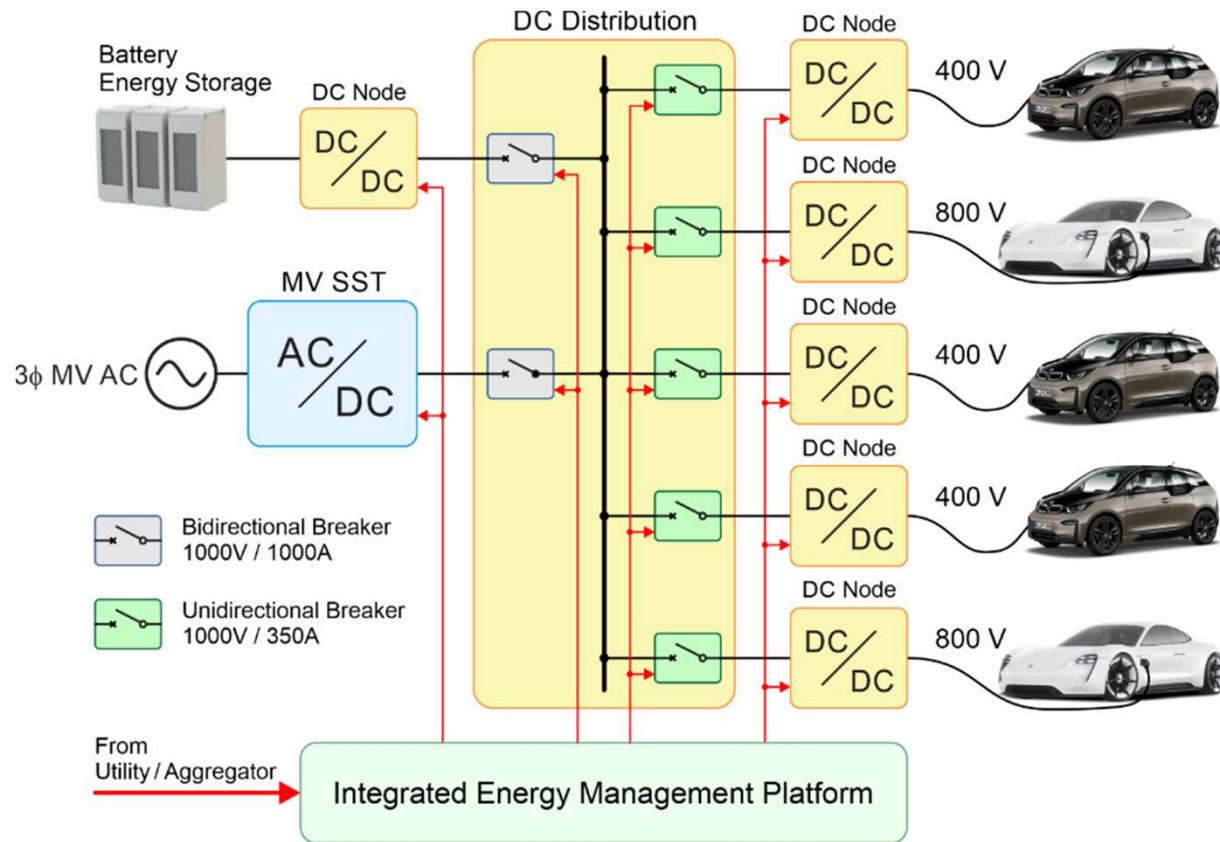 DC Distribution
Battery
Energy Storage
DC Node
DC/DC
MV SST
3ϕ MV AC
AC/DC
Bidirectional Breaker
1000V / 1000A
Unidirectional Breaker
1000V / 350A
DC Node
DC/DC
400 V
DC Node
DC/DC
800 V
DC Node
DC/DC
400 V
DC Node
DC/DC
400 V
DC Node
DC/DC
800 V
From
Utility / Aggregator
Integrated Energy Management Platform